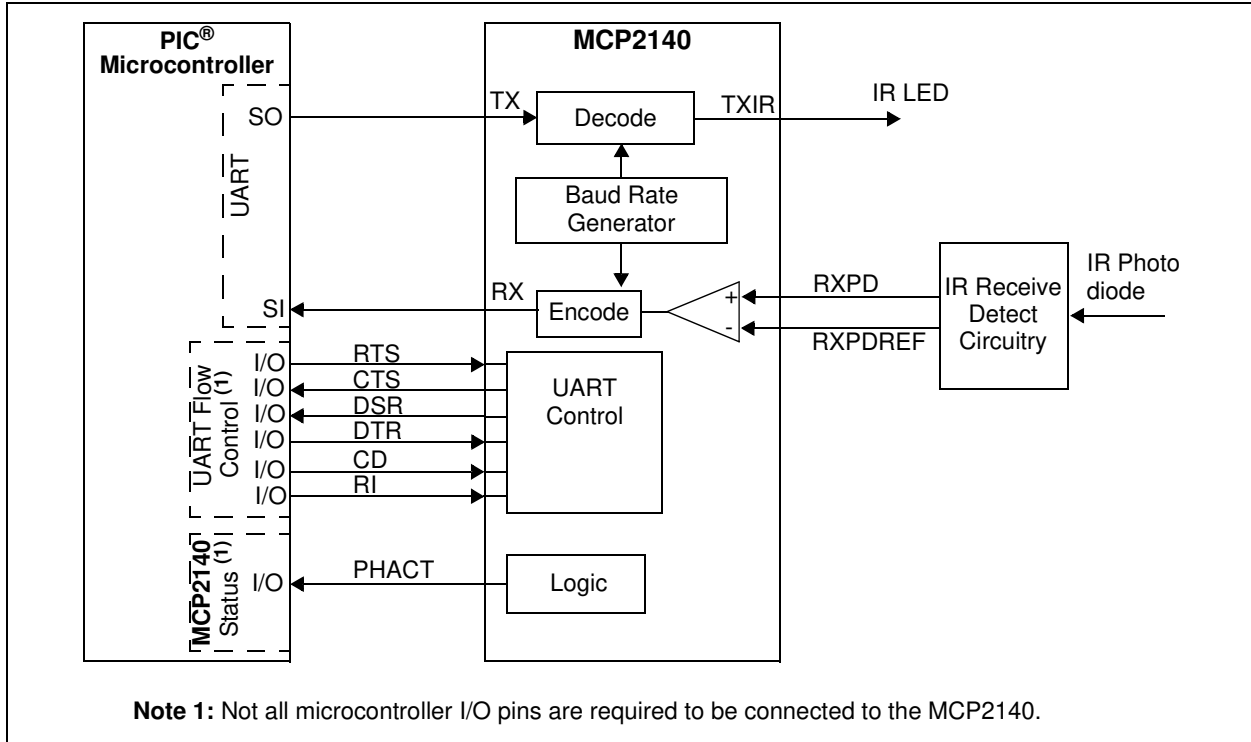 PIC®
Microcontroller
MCP2140
UART
SO
TX
Decode
TXIR
IR LED
Baud Rate
Generator
SI
RX
Encode
+
-
RXPD
RXPDREF
IR Receive
Detect
Circuitry
IR Photo
diode
UART Flow
Control (1)
I/O
RTS
I/O
CTS
I/O
DSR
I/O
DTR
I/O
CD
I/O
RI
UART
Control
MCP2140
Status (1)
I/O
PHACT
Logic
Note 1: Not all microcontroller I/O pins are required to be connected to the MCP2140.